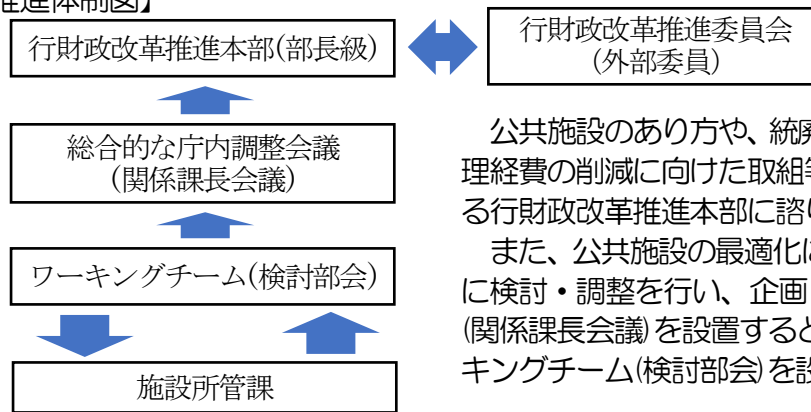 推進体制図】
行財政改革推進本部(部長級)
行財政改革推進委員会
(外部委員)
総合的な庁内調整会議
(関係課長会議)
ワーキングチーム(検討部会)
施設所管課
公共施設のあり方や、統廃
理経費の削減に向けた取組等
る行財政改革推進本部に諮り
また、公共施設の最適化に
に検討・調整を行い、企画
(関係課長会議)を設置すると
キングチーム(検討部会)を設